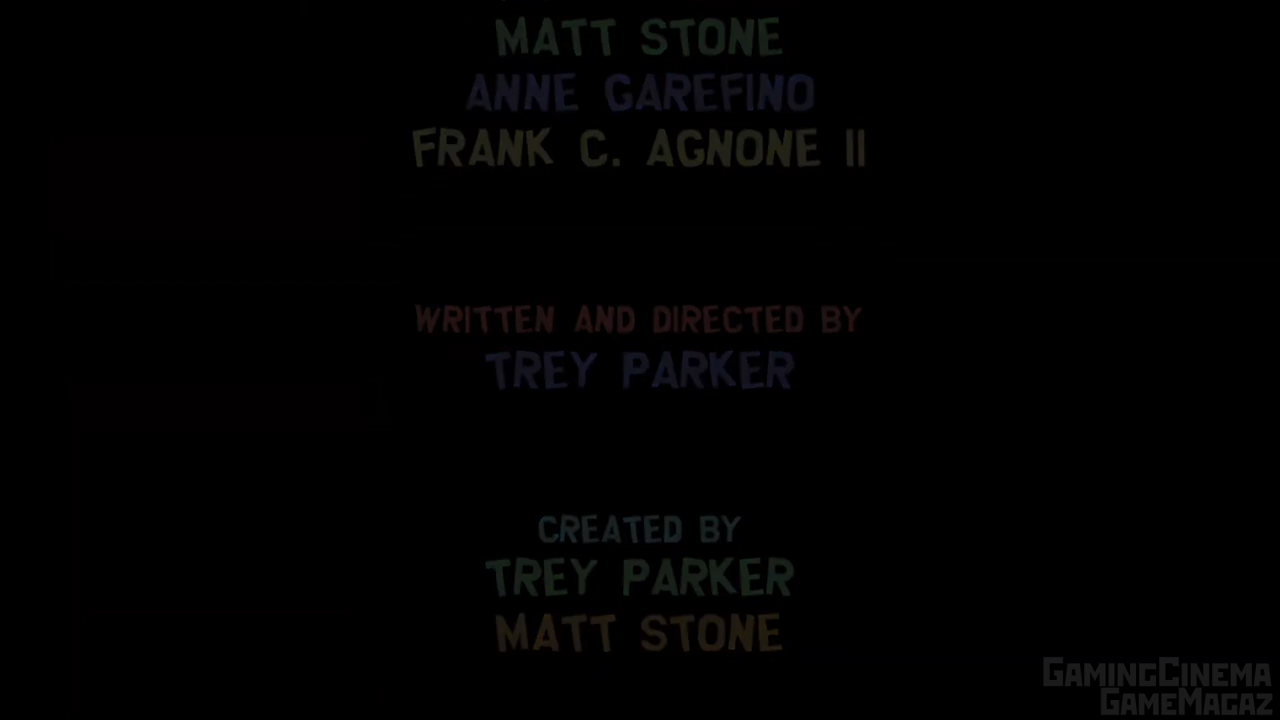 MATT STONE
ANNE GAREFINO
FRANK C. AGNONE II
WRITTEN AND DIRECTED BY
TREY PARKER
CREATED BY
TREY PARKER
MATT STONE
GAMINGCINEMA
GAMEMAGAZ